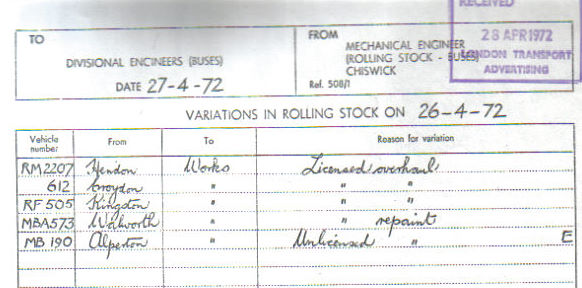 RECEIVED
28 APR 1972
LONDON TRANSPORT
ADVERTISING
TO
DIVISIONAL ENGINEERS (BUSES)
DATE 27-4-72
FROM
MECHANICAL ENGINEER
(ROLLING STOCK - BUSES)
CHISWICK
Ref. 508/1
VARIATIONS IN ROLLING STOCK ON 26-4-72
Vehicle number From To Reason for variation
RM2207 Hendon Works Licensed overhaul
612 Croydon " " "
RF 505 Kingston " " "
MBA573 Walworth " " repaint
MB 190 Alperton " Unlicensed " E